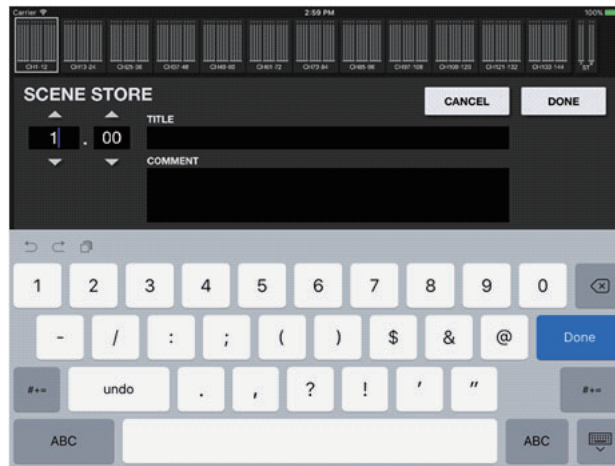 Carrier 2:59 PM 100%
CH1-12 CH13-24 CH25-36 CH37-48 CH49-60 CH61-72 CH73-84 CH85-96 CH97-108 CH109-120 CH121-132 CH133-144 ST
SCENE STORE CANCEL DONE
TITLE
1 . 00
COMMENT
1 2 3 4 5 6 7 8 9 0
- / : ; ( ) $ & @ Done
#+= undo . , ? ! ' " #+=
ABC ABC